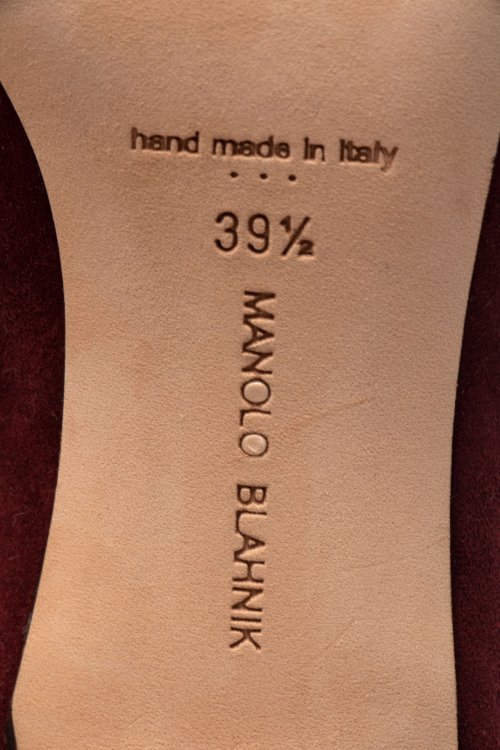 hand made in Italy
...
39½
MANOLO BLAHNIK